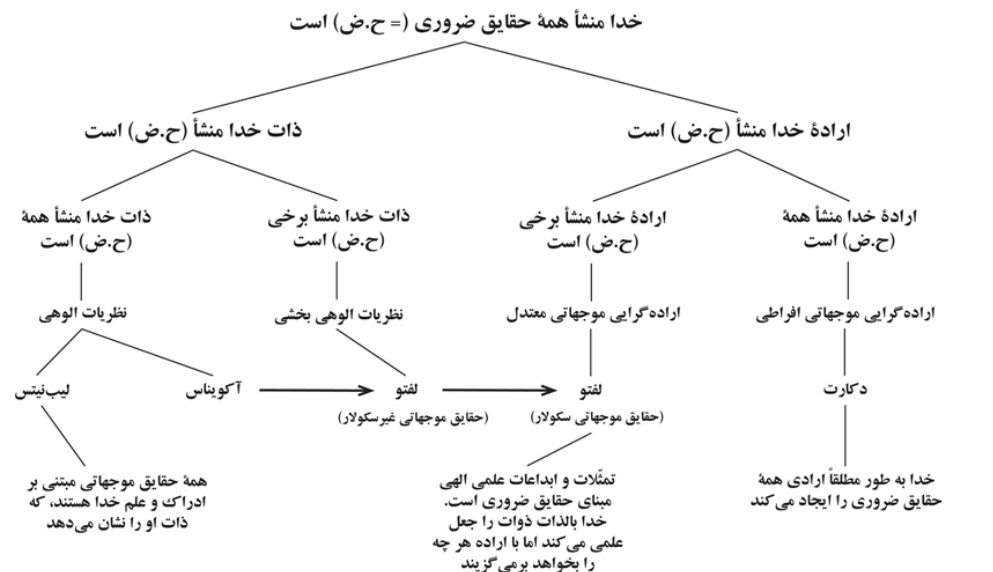 خدا منشأ همهٔ حقایق ضروری (= ح.ض) است
ارادهٔ خدا منشأ (ح.ض) است
ذات خدا منشأ (ح.ض) است
ارادهٔ خدا منشأ همهٔ
(ح.ض) است
ارادهٔ خدا منشأ برخی
(ح.ض) است
ذات خدا منشأ برخی
(ح.ض) است
ذات خدا منشأ همهٔ
(ح.ض) است
اراده‌گرایی موجهاتی افراطی
اراده‌گرایی موجهاتی معتدل
نظریات الوهی بخشی
نظریات الوهی
دکارت
لفتو
(حقایق موجهاتی سکولار)
لفتو
(حقایق موجهاتی غیرسکولار)
آکویناس
لیب‌نیتس
خدا به طور مطلقاً ارادی همهٔ
حقایق ضروری را ایجاد می‌کند
تمثّلات و ابداعات علمی الهی
مبنای حقایق ضروری است.
خدا بالذات ذوات را جعل
علمی می‌کند اما با اراده هر چه
را بخواهد برمی‌گزیند
همهٔ حقایق موجهاتی مبتنی بر
ادراک و علم خدا هستند، که
ذات او را نشان می‌دهد